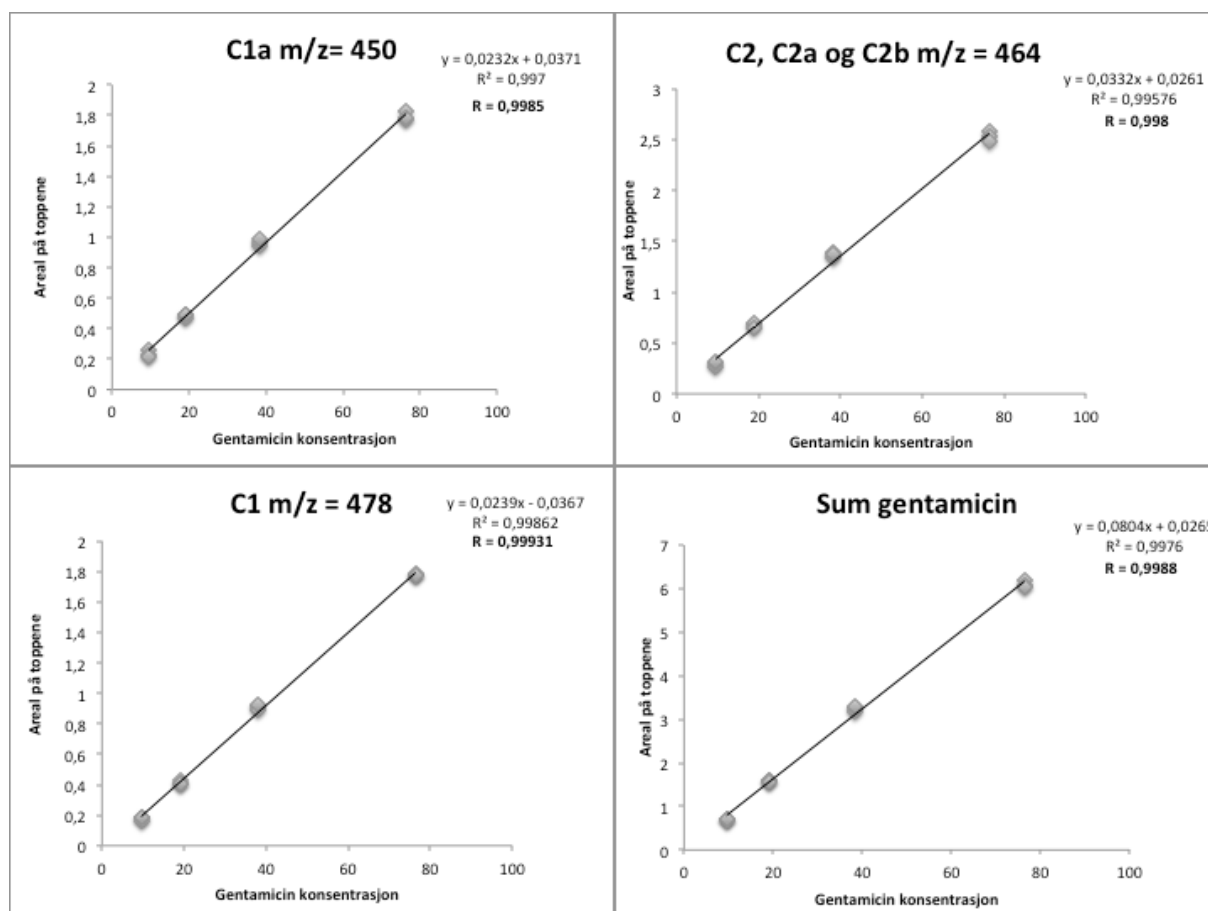 C1a m/z= 450
y = 0,0232x + 0,0371
R² = 0,997
R = 0,9985
Areal på toppene
2
1,8
1,6
1,4
1,2
1
0,8
0,6
0,4
0,2
0
0 20 40 60 80 100
Gentamicin konsentrasjon
C2, C2a og C2b m/z = 464
y = 0,0332x + 0,0261
R² = 0,99576
R = 0,998
Areal på toppene
3
2,5
2
1,5
1
0,5
0
0 20 40 60 80 100
Gentamicin konsentrasjon
C1 m/z = 478
y = 0,0239x - 0,0367
R² = 0,99862
R = 0,99931
Areal på toppene
2
1,8
1,6
1,4
1,2
1
0,8
0,6
0,4
0,2
0
0 20 40 60 80 100
Gentamicin konsentrasjon
Sum gentamicin
y = 0,0804x + 0,0265
R² = 0,9976
R = 0,9988
Areal på toppene
7
6
5
4
3
2
1
0
0 20 40 60 80 100
Gentamicin konsentrasjon